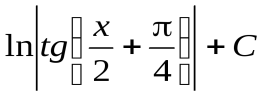 ln|tg(x/2 + π/4)| + C